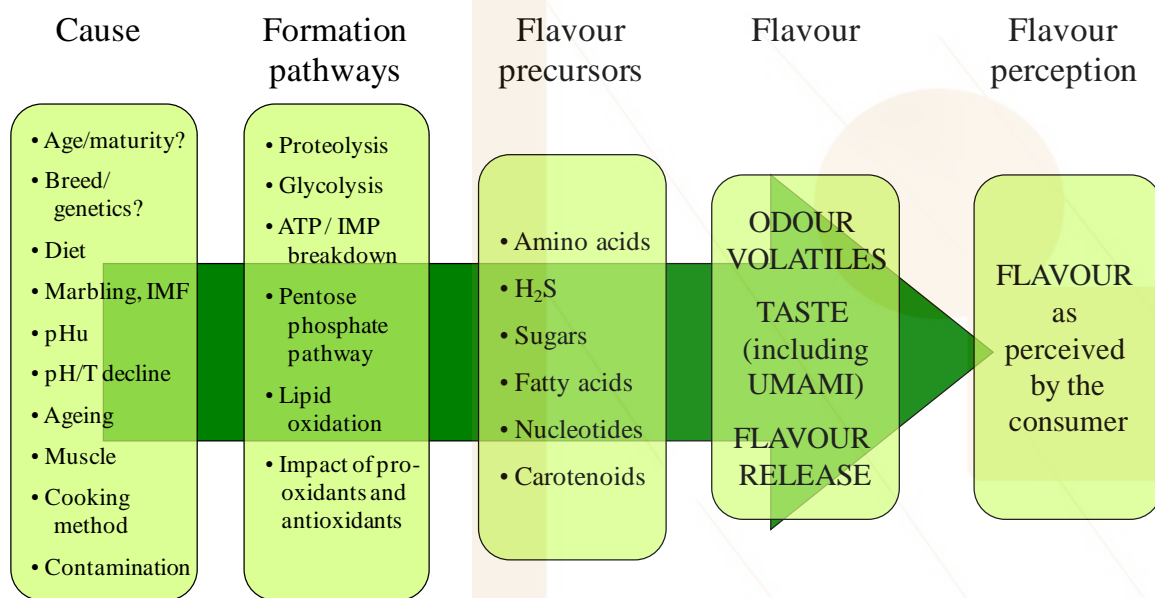 Cause
Formation
pathways
Flavour
precursors
Flavour
Flavour
perception
• Age/maturity?
• Breed/
genetics?
• Diet
• Marbling, IMF
• pHu
• pH/T decline
• Ageing
• Muscle
• Cooking
method
• Contamination
• Proteolysis
• Glycolysis
• ATP / IMP
breakdown
• Pentose
phosphate
pathway
• Lipid
oxidation
• Impact of pro-
oxidants and
antioxidants
• Amino acids
• H₂S
• Sugars
• Fatty acids
• Nucleotides
• Carotenoids
ODOUR
VOLATILES
TASTE
(including
UMAMI)
FLAVOUR
RELEASE
FLAVOUR
as
perceived
by the
consumer